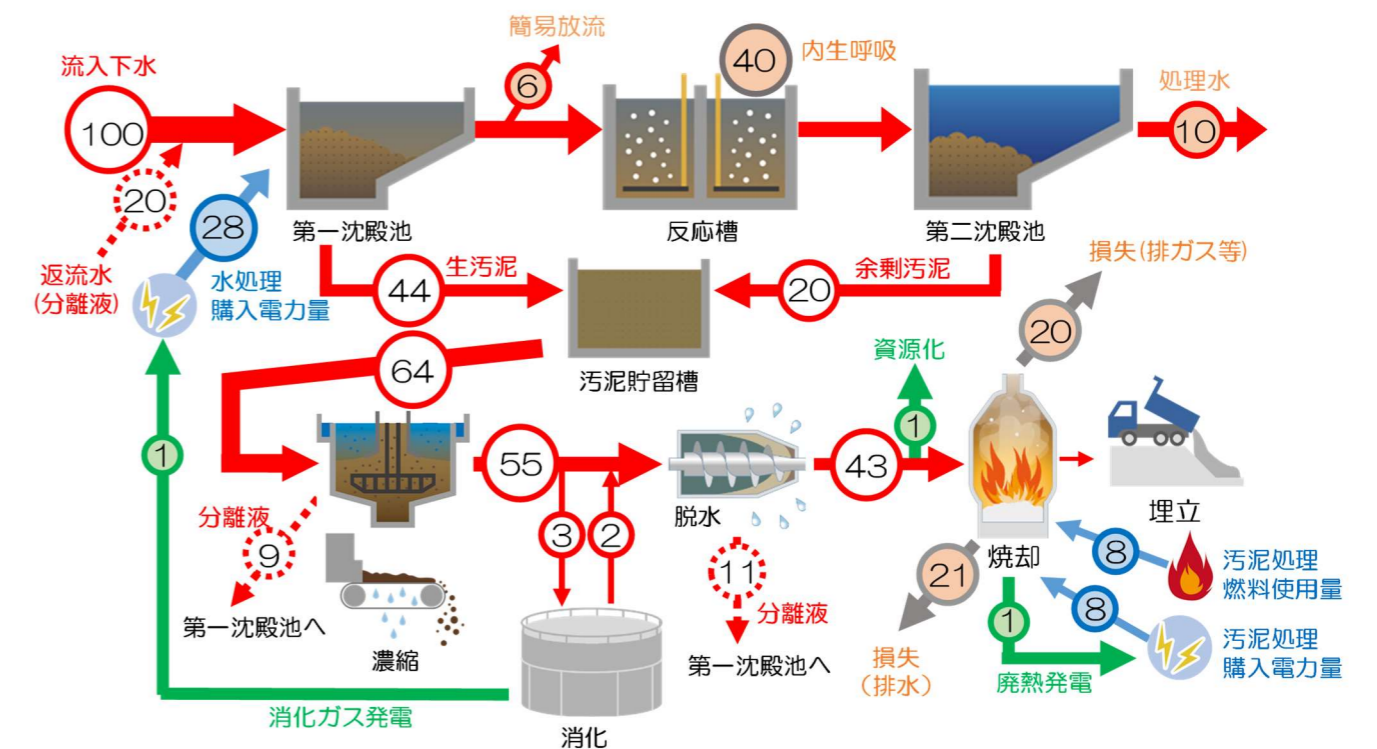 簡易放流
流入下水
6
40
内生呼吸
処理水
100
10
20
28
第一沈殿池
反応槽
第二沈殿池
返流水
(分離液)
水処理
購入電力量
44
生汚泥
20
余剰汚泥
損失(排ガス等)
20
64
汚泥貯留槽
資源化
1
1
55
43
分離液
9
3
2
脱水
11
分離液
埋立
焼却
8
汚泥処理
燃料使用量
21
8
1
汚泥処理
購入電力量
第一沈殿池へ
濃縮
第一沈殿池へ
損失
(排水)
廃熱発電
消化ガス発電
消化